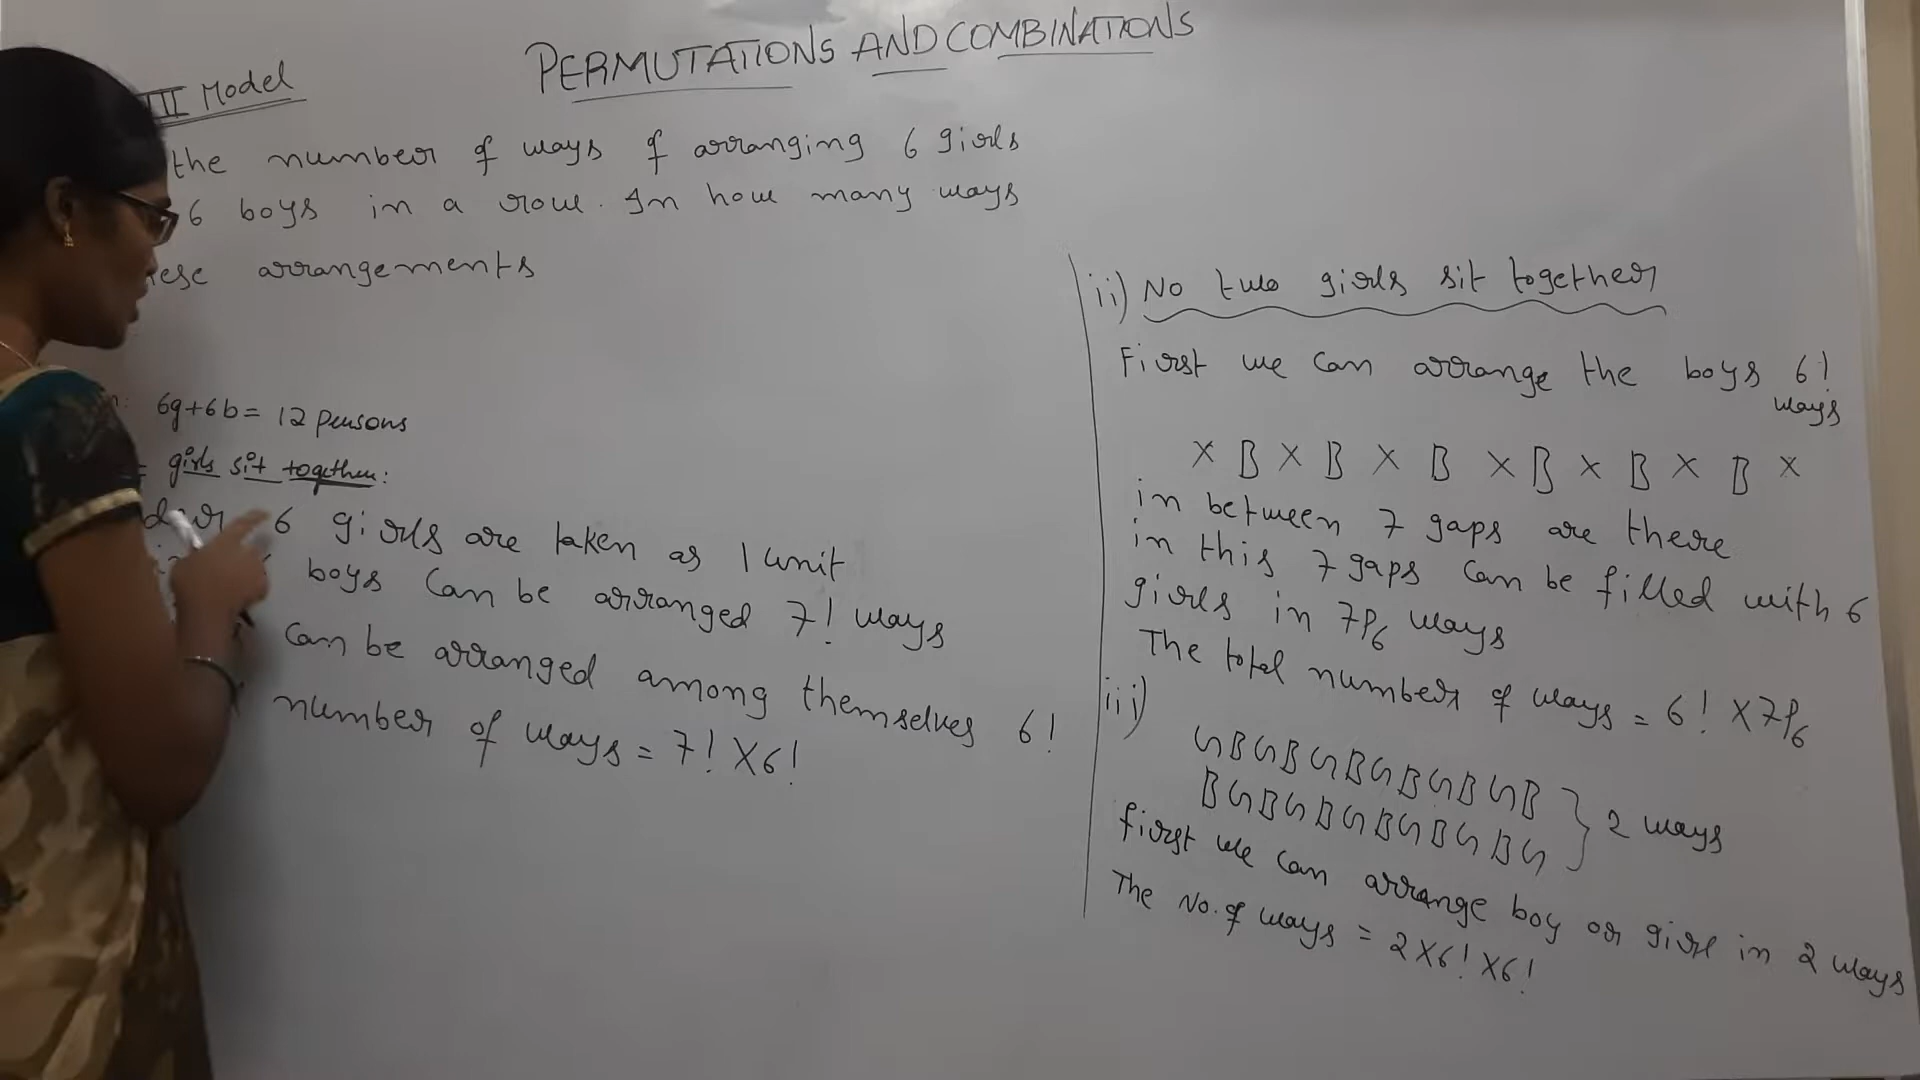 PERMUTATIONS AND COMBINATIONS
III Model
the number of ways of arranging 6 girls
6 boys in a row. In how many ways
arrangements
6g+6b= 12 persons
girls sit together:
6 girls are taken as 1 unit
boys can be arranged 7! ways
can be arranged among themselves 6!
number of ways = 7! X6!
ii) No two girls sit together
First we can arrange the boys 6!
ways
X B X B X B X B X B X B X
in between 7 gaps are there
in this 7 gaps can be filled with 6
girls in 7P6 ways
The total number of ways = 6! X 7P6
iii)
GBGBGBGBGBGB
BGBGBGBGBGBG } 2 ways
first we can arrange boy or girl in 2 ways
The No. of ways = 2X6! X6!